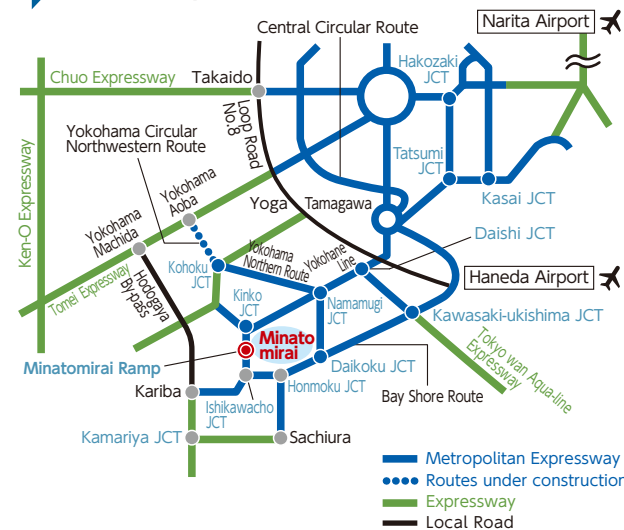 Narita Airport
Central Circular Route
Hakozaki
JCT
Chuo Expressway
Takaido
Loop Road
No.8
Yokohama Circular
Northwestern Route
Tatsumi
JCT
Kasai JCT
Ken-O Expressway
Yokohama
Aoba
Yoga
Tamagawa
Yokohama
Machida
Daishi JCT
Kohoku
JCT
Yokohama
Northern Route
Yokohane
Line
Haneda Airport
Tomei Expressway
Hodogaya
By-pass
Kinko
JCT
Namamugi
JCT
Kawasaki-ukishima JCT
Minato
mirai
Tokyo wan Aqua-line
Expressway
Minatomirai Ramp
Daikoku JCT
Kariba
Honmoku JCT
Bay Shore Route
Ishikawacho
JCT
Kamariya JCT
Sachiura
Metropolitan Expressway
Routes under construction
Expressway
Local Road